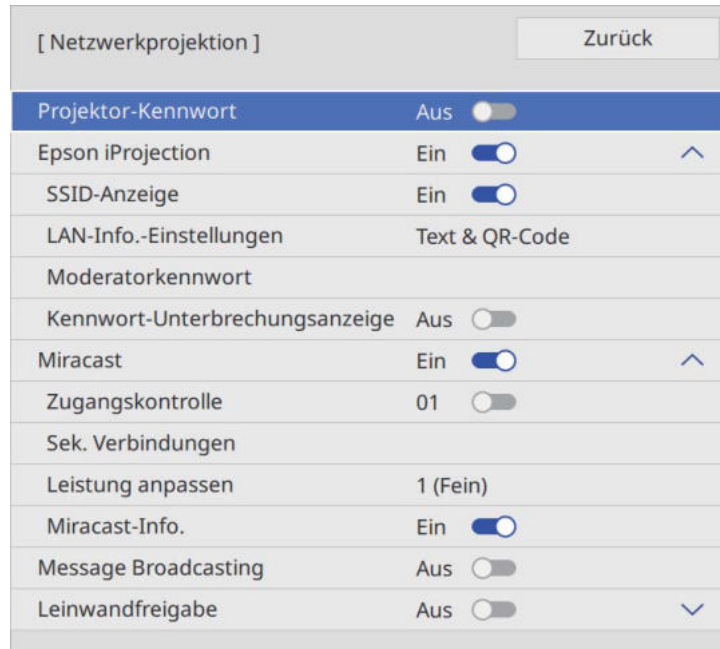 [ Netzwerkprojektion ] Zurück
Projektor-Kennwort Aus
Epson iProjection Ein
SSID-Anzeige Ein
LAN-Info.-Einstellungen Text & QR-Code
Moderatorkennwort
Kennwort-Unterbrechungsanzeige Aus
Miracast Ein
Zugangskontrolle 01
Sek. Verbindungen
Leistung anpassen 1 (Fein)
Miracast-Info. Ein
Message Broadcasting Aus
Leinwandfreigabe Aus